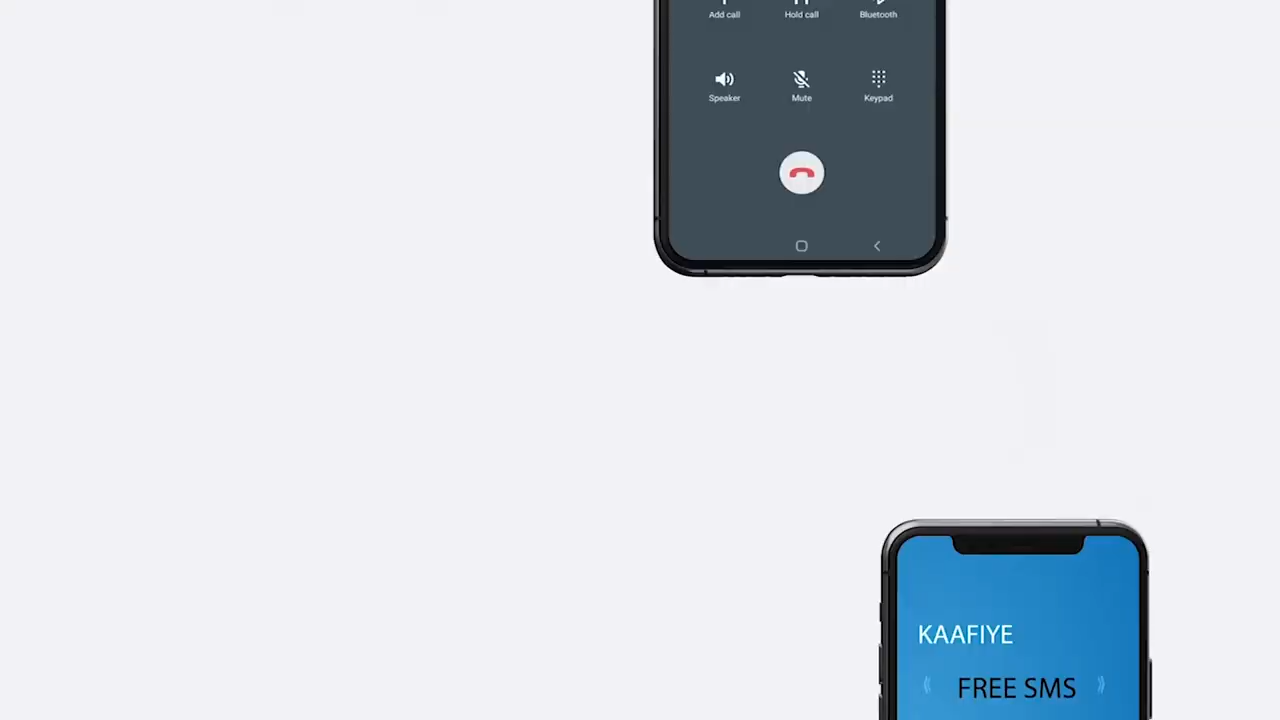 Add call Hold call Bluetooth
Speaker Mute Keypad
KAAFIYE
FREE SMS